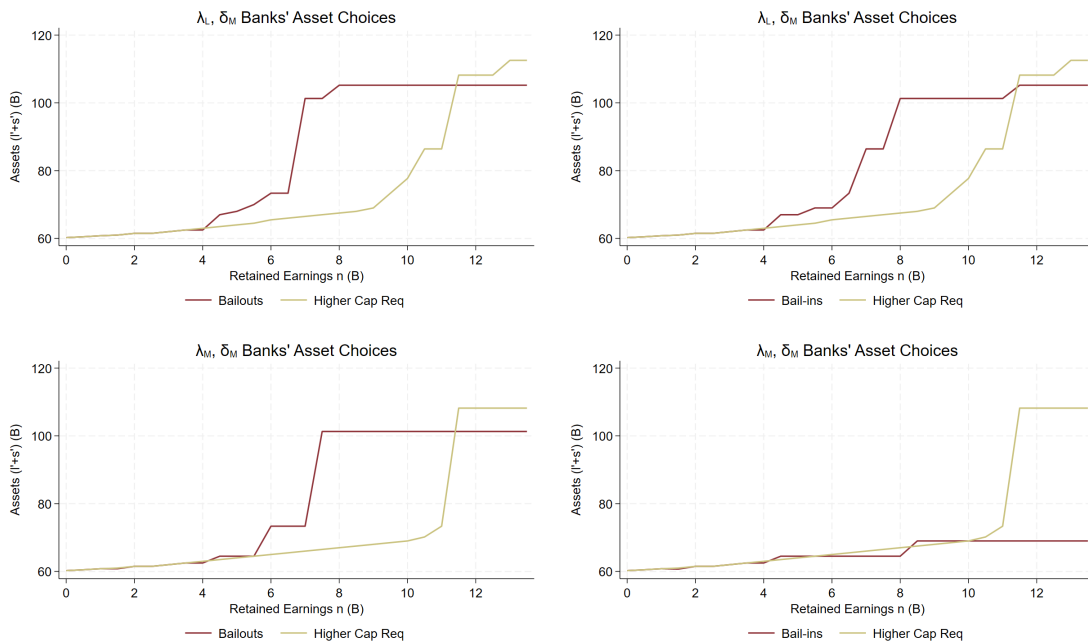 λL, δM Banks' Asset Choices
Assets (l'+s') (B)
120
100
80
60
0 2 4 6 8 10 12
Retained Earnings n (B)
Bailouts Higher Cap Req
λL, δM Banks' Asset Choices
Assets (l'+s') (B)
120
100
80
60
0 2 4 6 8 10 12
Retained Earnings n (B)
Bail-ins Higher Cap Req
λM, δM Banks' Asset Choices
Assets (l'+s') (B)
120
100
80
60
0 2 4 6 8 10 12
Retained Earnings n (B)
Bailouts Higher Cap Req
λM, δM Banks' Asset Choices
Assets (l'+s') (B)
120
100
80
60
0 2 4 6 8 10 12
Retained Earnings n (B)
Bail-ins Higher Cap Req